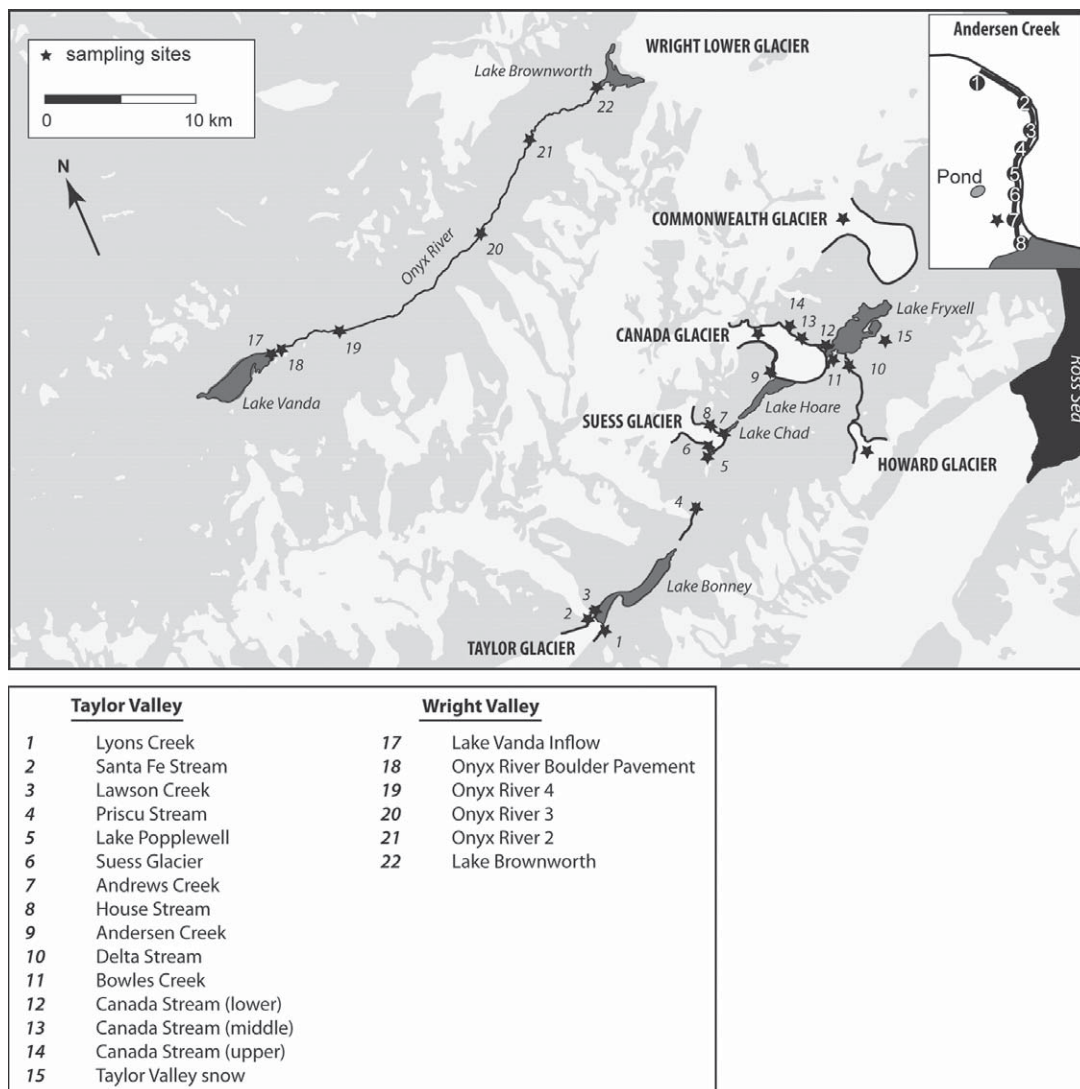 ★ sampling sites
0 10 km
N
WRIGHT LOWER GLACIER
Lake Brownworth
22
21
20
Onyx River
19
18
17
Lake Vanda
COMMONWEALTH GLACIER
Andersen Creek
1
2
3
4
5
6
7
8
Pond
Ross Sea
Lake Fryxell
15
14
13
12
CANADA GLACIER
11
10
9
Lake Hoare
SUESS GLACIER
8
7
Lake Chad
6
5
HOWARD GLACIER
4
Lake Bonney
3
2
TAYLOR GLACIER
1
Taylor Valley
1 Lyons Creek
2 Santa Fe Stream
3 Lawson Creek
4 Priscu Stream
5 Lake Popplewell
6 Suess Glacier
7 Andrews Creek
8 House Stream
9 Andersen Creek
10 Delta Stream
11 Bowles Creek
12 Canada Stream (lower)
13 Canada Stream (middle)
14 Canada Stream (upper)
15 Taylor Valley snow
Wright Valley
17 Lake Vanda Inflow
18 Onyx River Boulder Pavement
19 Onyx River 4
20 Onyx River 3
21 Onyx River 2
22 Lake Brownworth